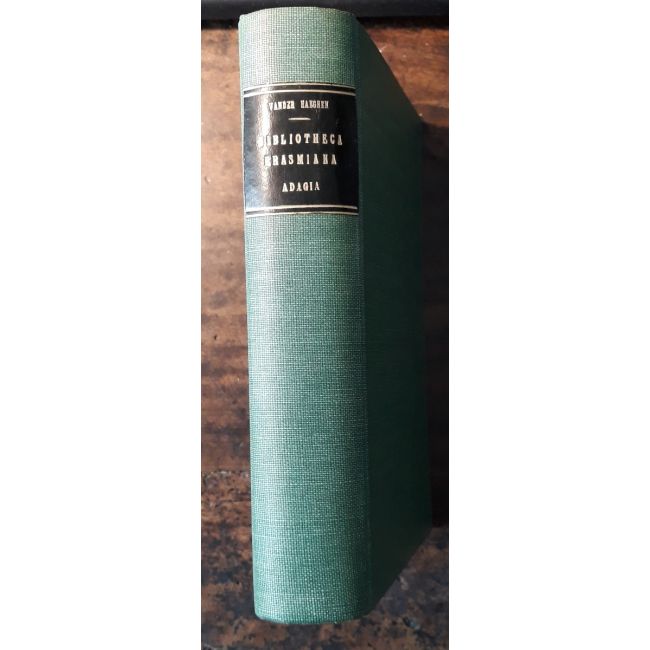 VANDER HAEGHEN
BIBLIOTHECA
ERASMIANA
ADAGIA